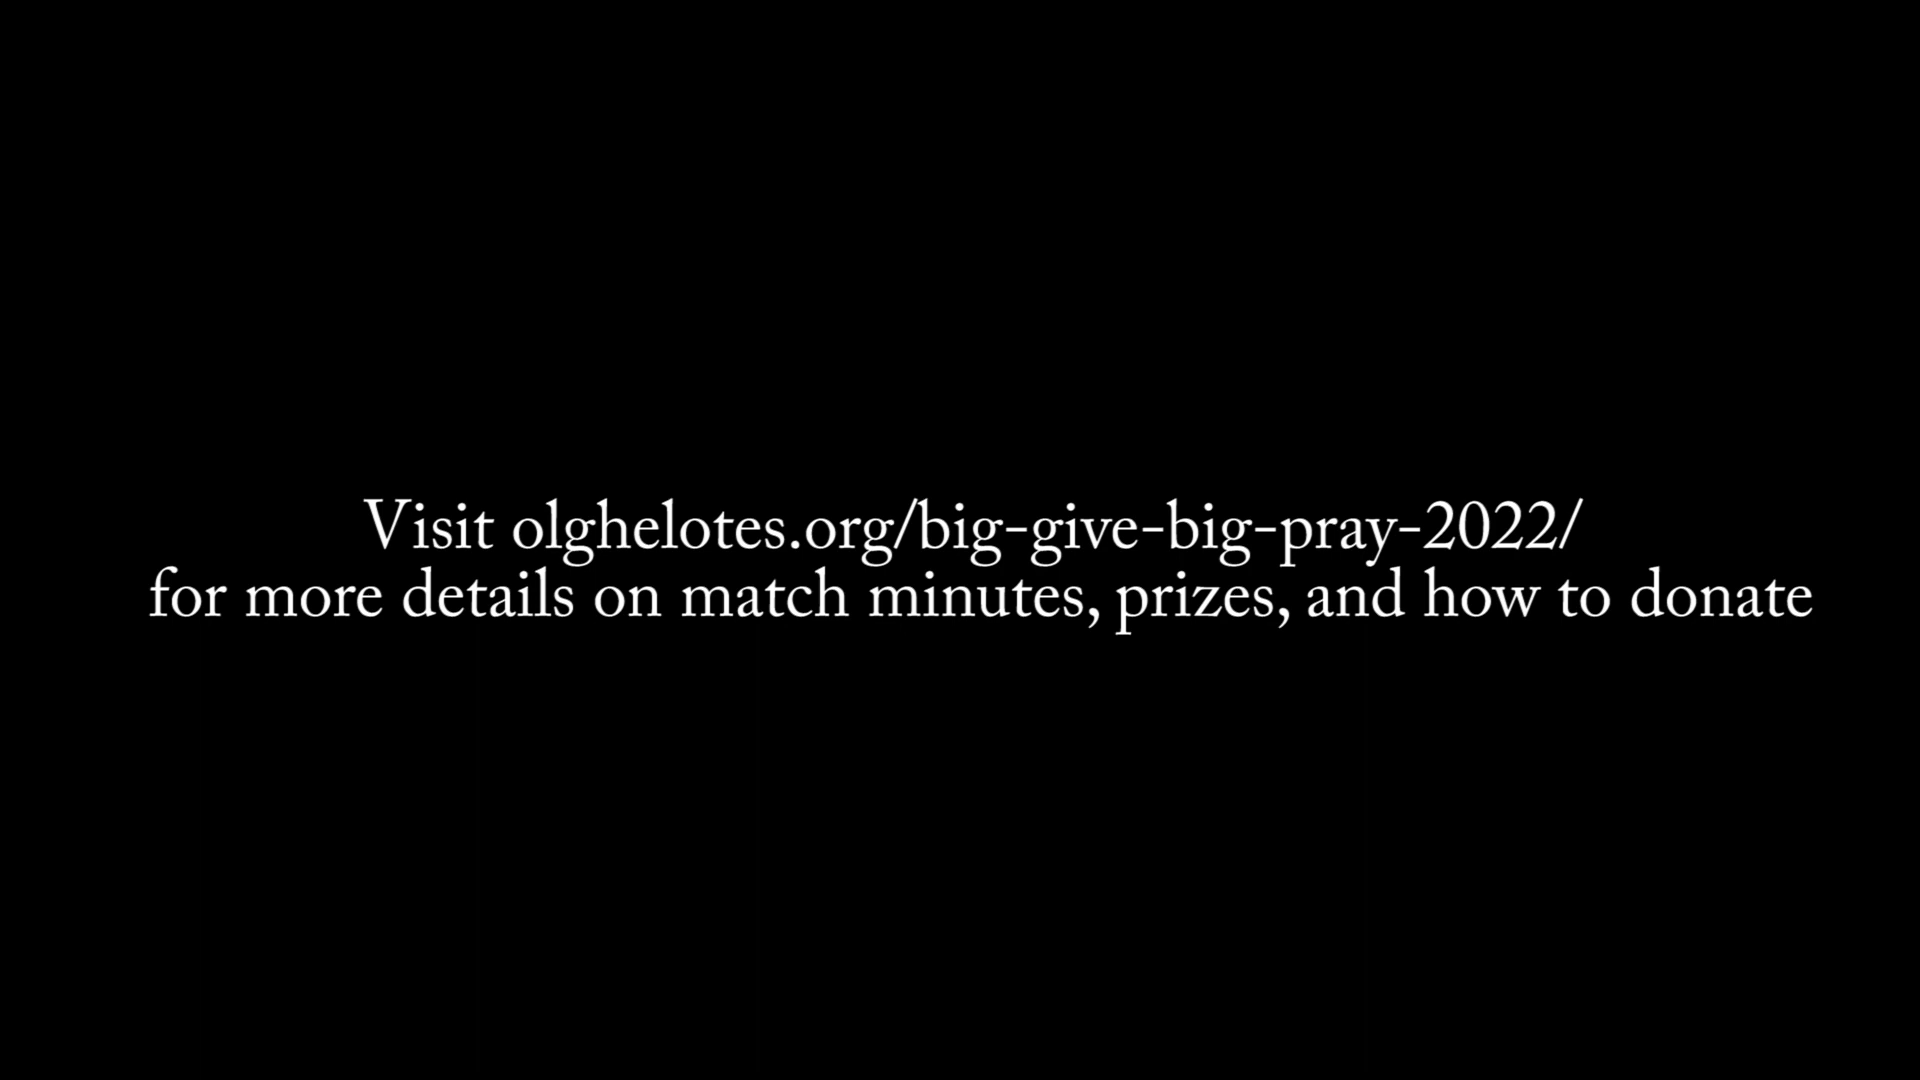 Visit olghelotes.org/big-give-big-pray-2022/
for more details on match minutes, prizes, and how to donate